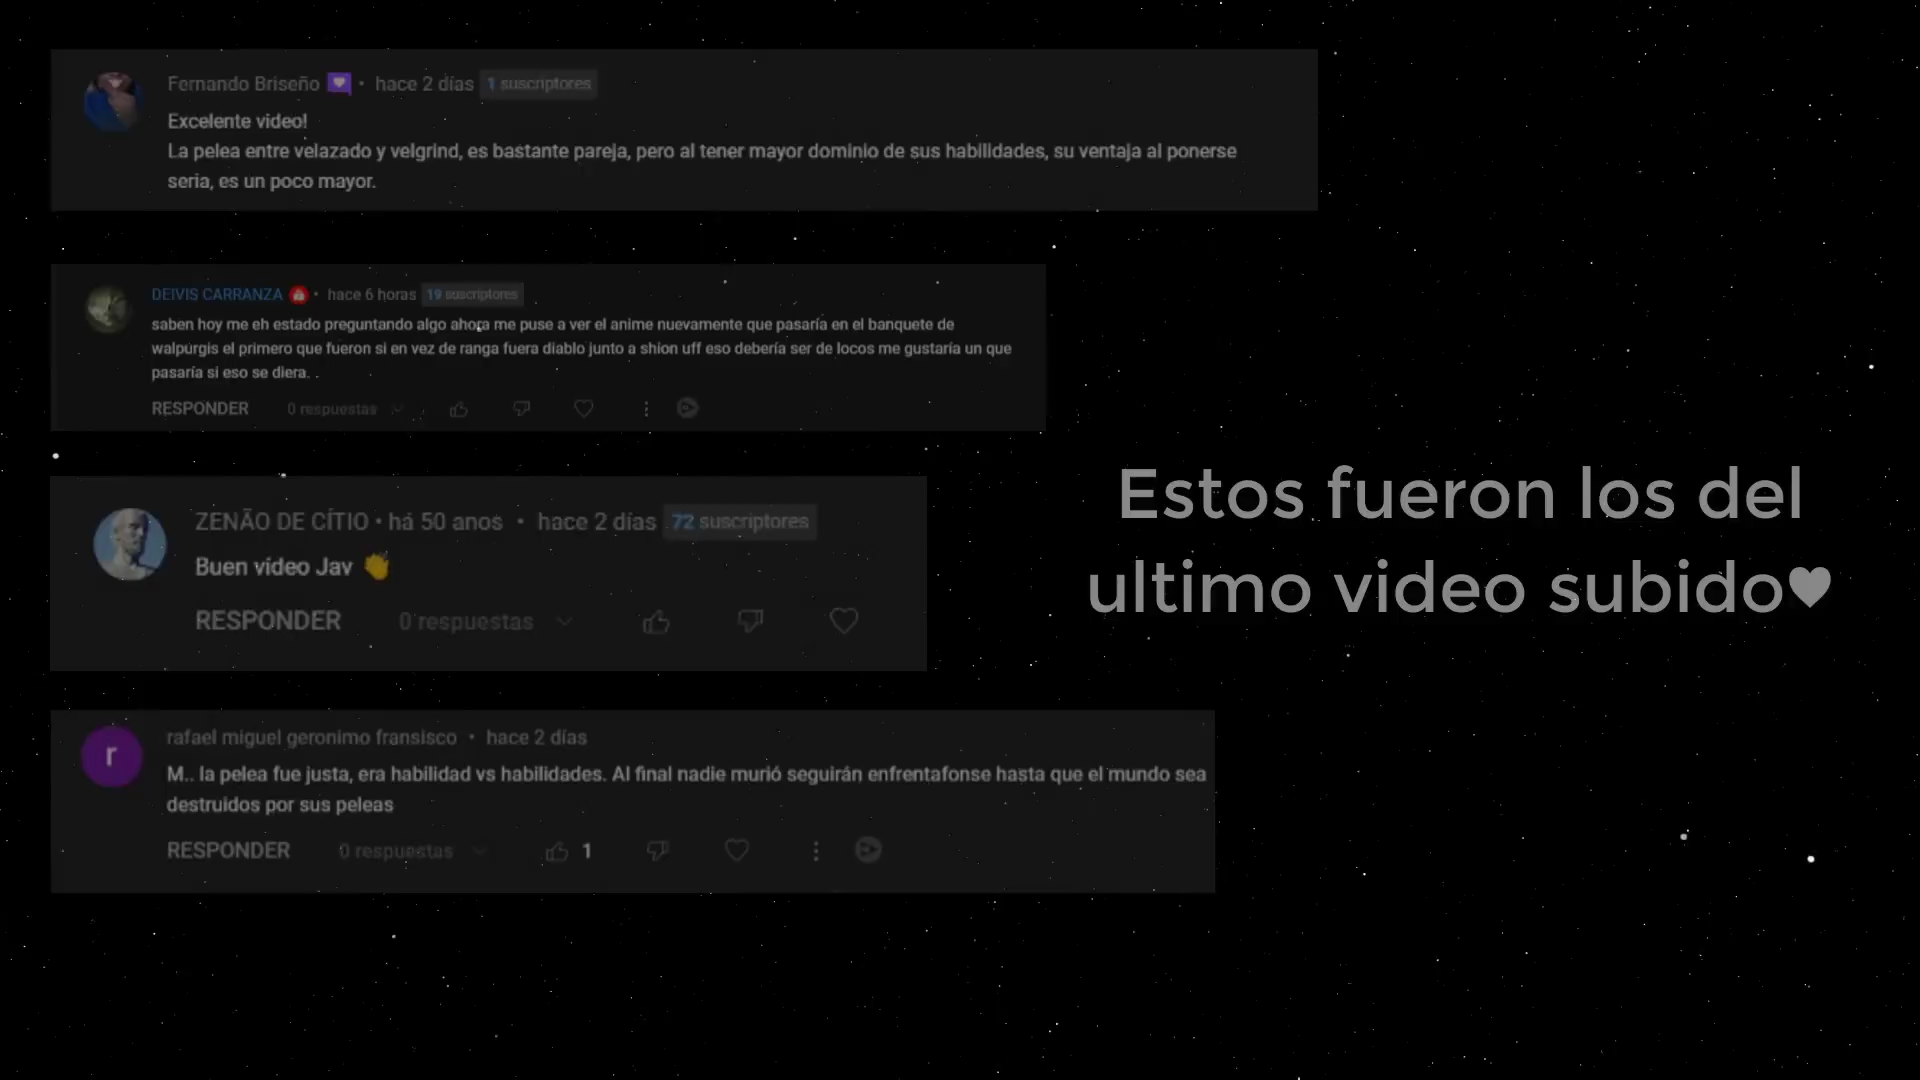 Fernando Briseño • hace 2 días 1 suscriptores
Excelente video!
La pelea entre velazado y velgrind, es bastante pareja, pero al tener mayor dominio de sus habilidades, su ventaja al ponerse
seria, es un poco mayor.
DEIVIS CARRANZA • hace 6 horas 19 suscriptores
saben hoy me eh estado preguntando algo ahora me puse a ver el anime nuevamente que pasaría en el banquete de
walpurgis el primero que fueron si en vez de ranga fuera diablo junto a shion uff eso debería ser de locos me gustaría un que
pasaría si eso se diera. .
RESPONDER 0 respuestas
ZENÃO DE CÍTIO • há 50 anos • hace 2 días 72 suscriptores
Buen vídeo Jav 👏
RESPONDER 0 respuestas
r
rafael miguel geronimo fransisco • hace 2 días
M.. la pelea fue justa, era habilidad vs habilidades. Al final nadie murió seguirán enfrentafonse hasta que el mundo sea
destruidos por sus peleas
RESPONDER 0 respuestas 1
Estos fueron los del
ultimo video subido♥